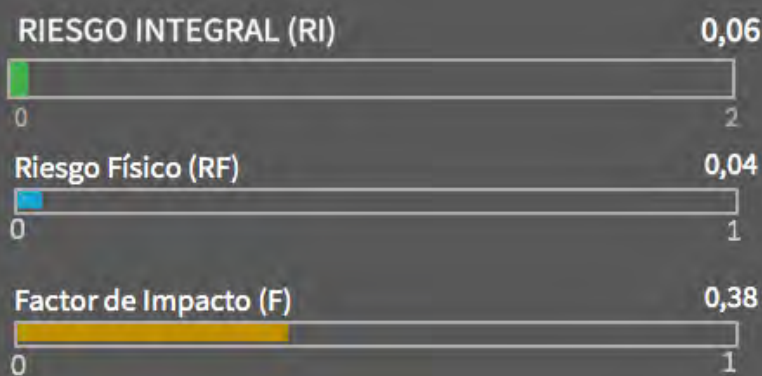 RIESGO INTEGRAL (RI) 0,06
0 2
Riesgo Físico (RF) 0,04
0 1
Factor de Impacto (F) 0,38
0 1